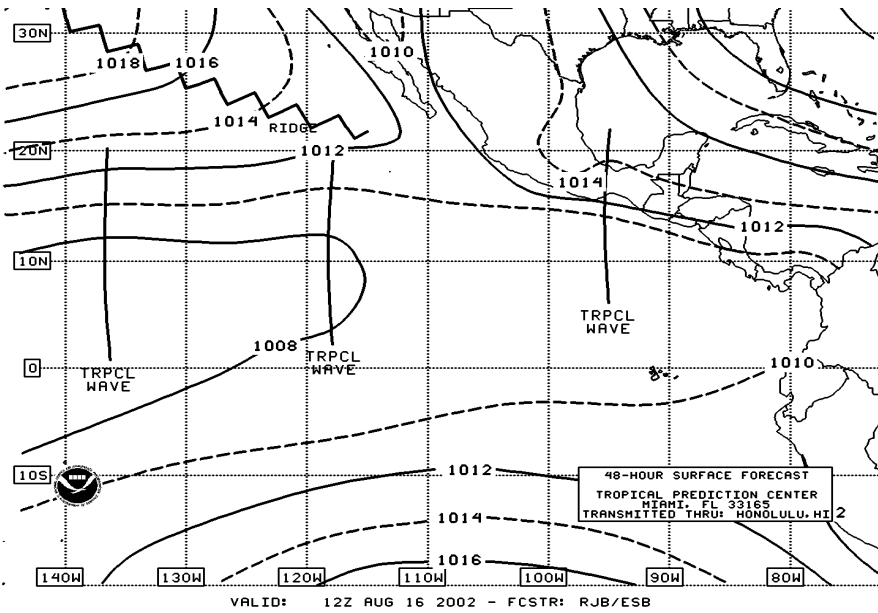 30N
1018
1016
1010
1014
RIDGE
20N
1012
1014
1012
10N
TRPCL
WAVE
1008
TRPCL
WAVE
1010
0
TRPCL
WAVE
10S
1012
48-HOUR SURFACE FORECAST
TROPICAL PREDICTION CENTER
MIAMI, FL 33165
TRANSMITTED THRU: HONOLULU, HI 2
1014
1016
140W
130W
120W
110W
100W
90W
80W
VALID: 12Z AUG 16 2002 - FCSTR: RJB/ESB